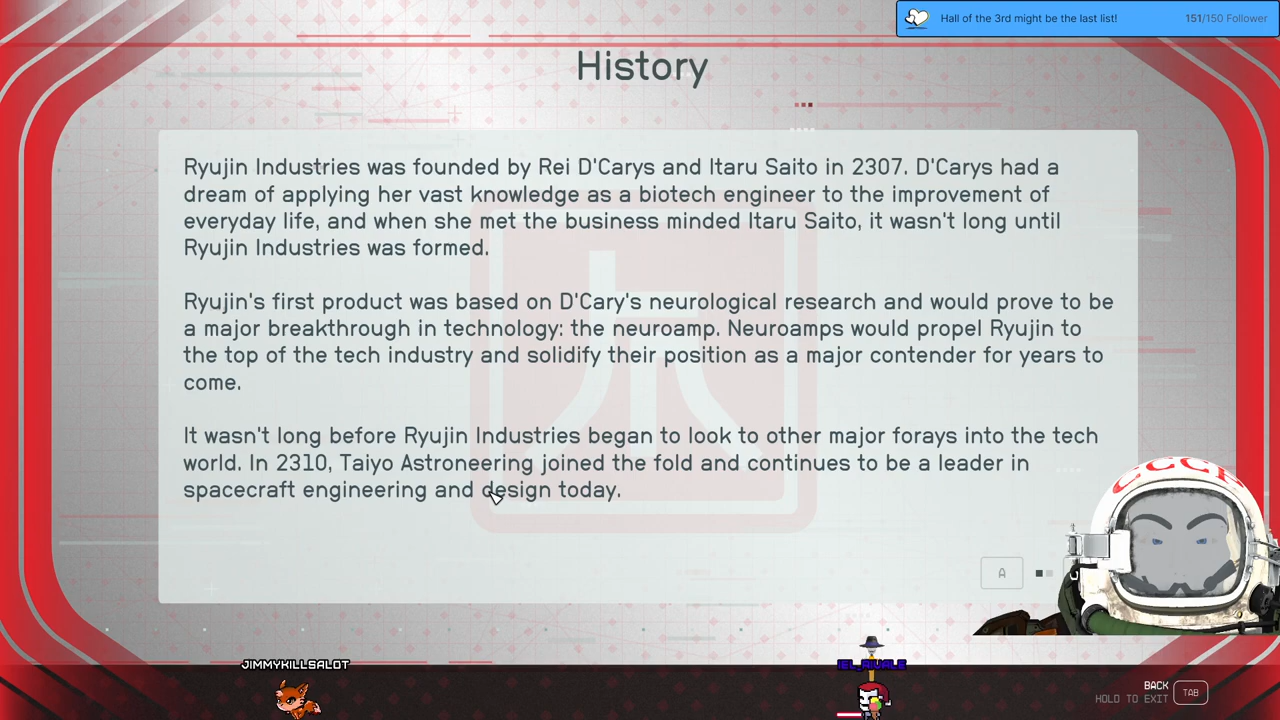 Hall of the 3rd might be the last list!
151/150 Follower
History
Ryujin Industries was founded by Rei D'Carys and Itaru Saito in 2307. D'Carys had a
dream of applying her vast knowledge as a biotech engineer to the improvement of
everyday life, and when she met the business minded Itaru Saito, it wasn't long until
Ryujin Industries was formed.
Ryujin's first product was based on D'Cary's neurological research and would prove to be
a major breakthrough in technology: the neuroamp. Neuroamps would propel Ryujin to
the top of the tech industry and solidify their position as a major contender for years to
come.
It wasn't long before Ryujin Industries began to look to other major forays into the tech
world. In 2310, Taiyo Astroneering joined the fold and continues to be a leader in
spacecraft engineering and design today.
CCCP
A
JIMMYKILLSALOT
BACK
HOLD TO EXIT
TAB